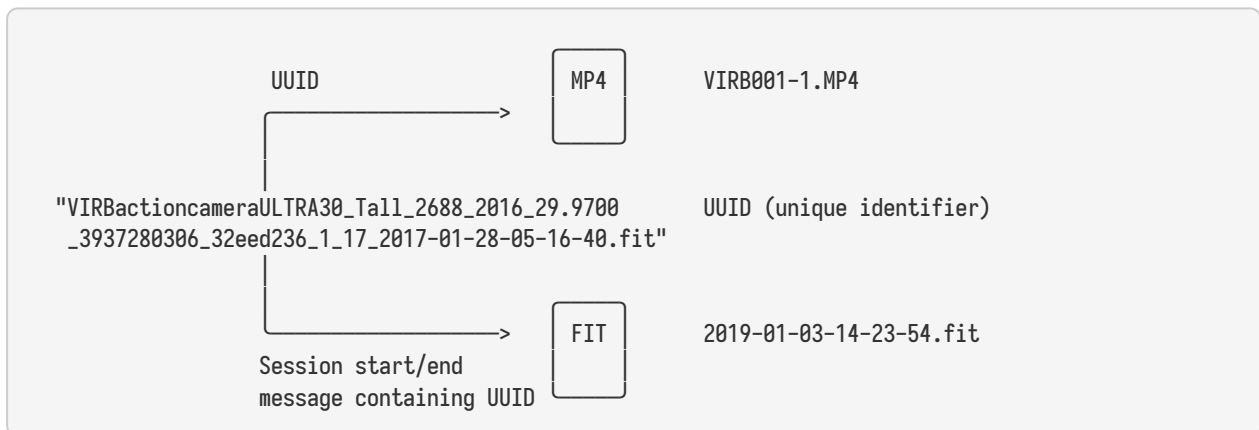 UUID
MP4
VIRB001-1.MP4
"VIRBactioncameraULTRA30_Tall_2688_2016_29.9700
_3937280306_32eed236_1_17_2017-01-28-05-16-40.fit"
UUID (unique identifier)
FIT
2019-01-03-14-23-54.fit
Session start/end
message containing UUID